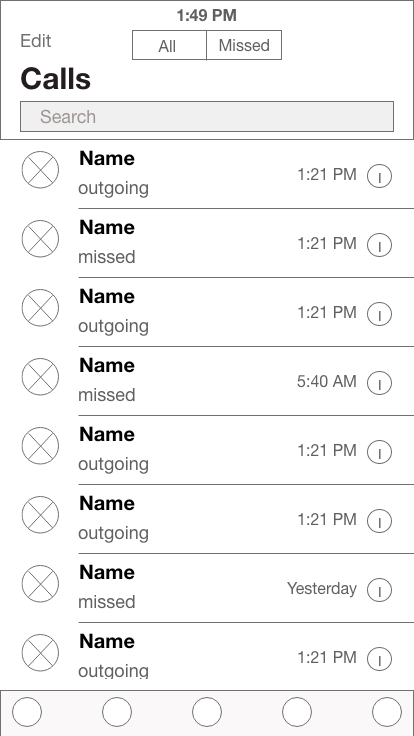 1:49 PM
Edit
All
Missed
Calls
Search
Name
outgoing
1:21 PM
I
Name
missed
1:21 PM
I
Name
outgoing
1:21 PM
I
Name
missed
5:40 AM
I
Name
outgoing
1:21 PM
I
Name
outgoing
1:21 PM
I
Name
missed
Yesterday
I
Name
outgoing
1:21 PM
I